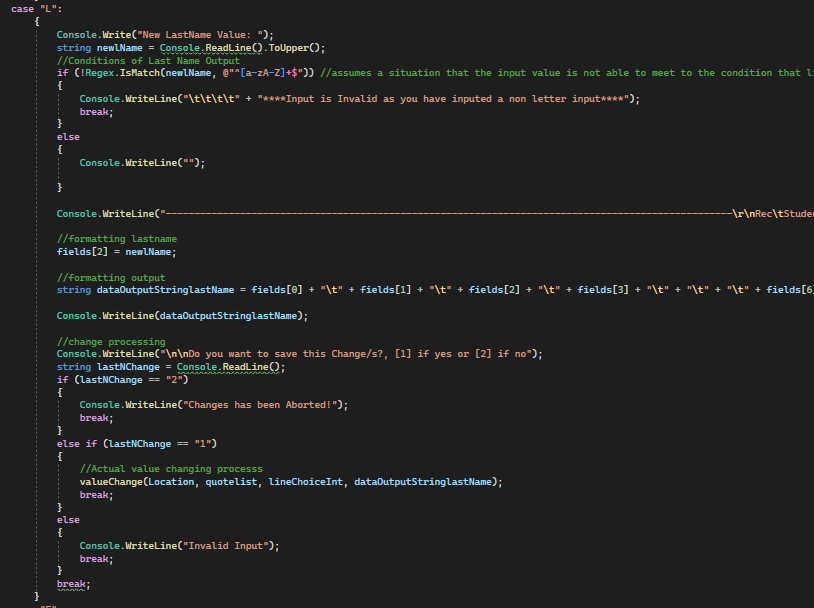 case "L":
{
Console.Write("New LastName Value: ");
string newlName = Console.ReadLine().ToUpper();
//Conditions of Last Name Output
if (!Regex.IsMatch(newlName, @"^[a-zA-Z]+$")) //assumes a situation that the input value is not able to meet to the condition that
{
Console.WriteLine("\t\t\t\t" + "****Input is Invalid as you have inputed a non letter input****");
break;
}
else
{
Console.WriteLine("");
}
Console.WriteLine("----------------------------------------------------------------------------------------------------\r\nRec\tStude
//formatting lastname
fields[2] = newlName;
//formatting output
string dataOutputStringlastName = fields[0] + "\t" + fields[1] + "\t" + fields[2] + "\t" + fields[3] + "\t" + "\t" + "\t" + fields[6]
Console.WriteLine(dataOutputStringlastName);
//change processing
Console.WriteLine("\n\nDo you want to save this Change/s?, [1] if yes or [2] if no");
string lastNChange = Console.ReadLine();
if (lastNChange == "2")
{
Console.WriteLine("Changes has been Aborted!");
break;
}
else if (lastNChange == "1")
{
//Actual value changing processs
valueChange(Location, quotelist, lineChoiceInt, dataOutputStringlastName);
break;
}
else
{
Console.WriteLine("Invalid Input");
break;
}
break;
}